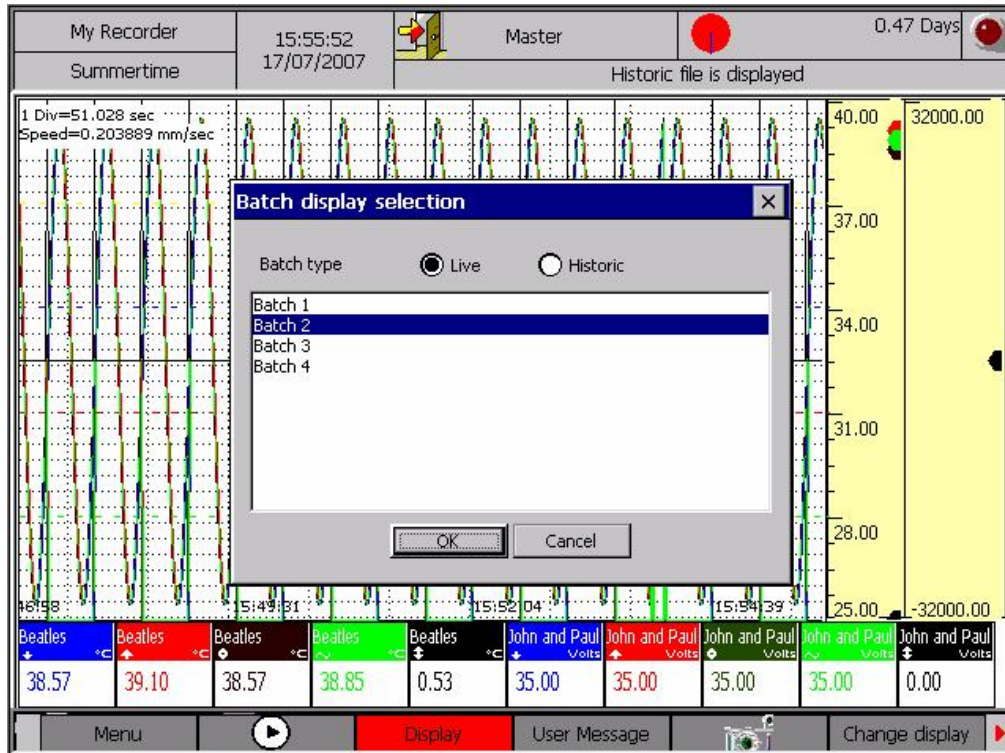 My Recorder
Summertime
15:55:52
17/07/2007
Master
0.47 Days
Historic file is displayed
1 Div=51.028 sec
Speed=0.203889 mm/sec
40.00
37.00
34.00
31.00
28.00
25.00
32000.00
-32000.00
Batch display selection
Batch type
Live
Historic
Batch 1
Batch 2
Batch 3
Batch 4
OK
Cancel
46:58
15:49:31
15:52:04
15:54:39
Beatles °C 38.57
Beatles °C 39.10
Beatles °C 38.57
Beatles °C 38.85
Beatles °C 0.53
John and Paul Volts 35.00
John and Paul Volts 35.00
John and Paul Volts 35.00
John and Paul Volts 35.00
John and Paul Volts 0.00
Menu
Display
User Message
Change display